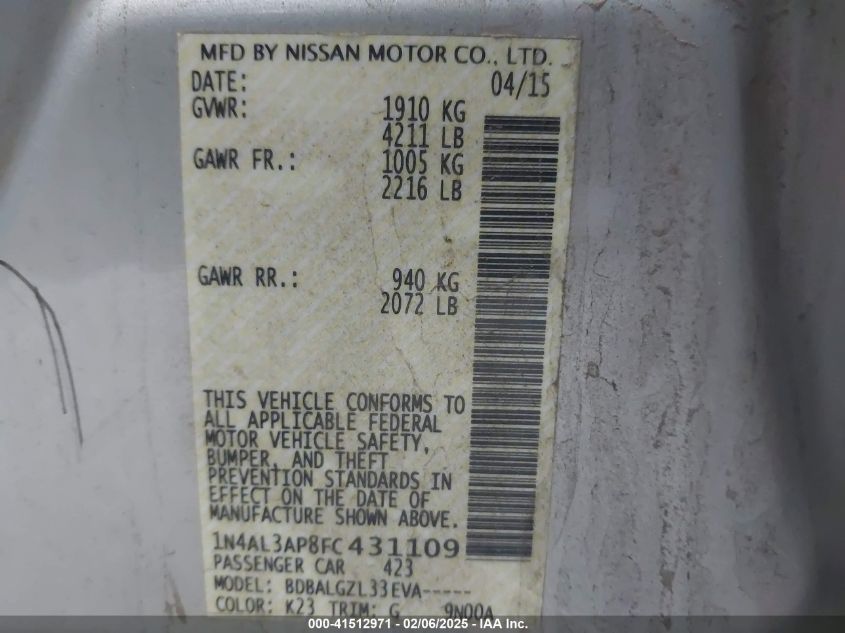 MFD BY NISSAN MOTOR CO., LTD.
DATE: 04/15
GVWR: 1910 KG
4211 LB
GAWR FR.: 1005 KG
2216 LB
GAWR RR.: 940 KG
2072 LB
THIS VEHICLE CONFORMS TO
ALL APPLICABLE FEDERAL
MOTOR VEHICLE SAFETY,
BUMPER, AND THEFT
PREVENTION STANDARDS IN
EFFECT ON THE DATE OF
MANUFACTURE SHOWN ABOVE.
1N4AL3AP8FC431109
PASSENGER CAR 423
MODEL: BDBALGZL33EVA-----
COLOR: K23 TRIM: G 9N00A
000-41512971 - 02/06/2025 - IAA Inc.